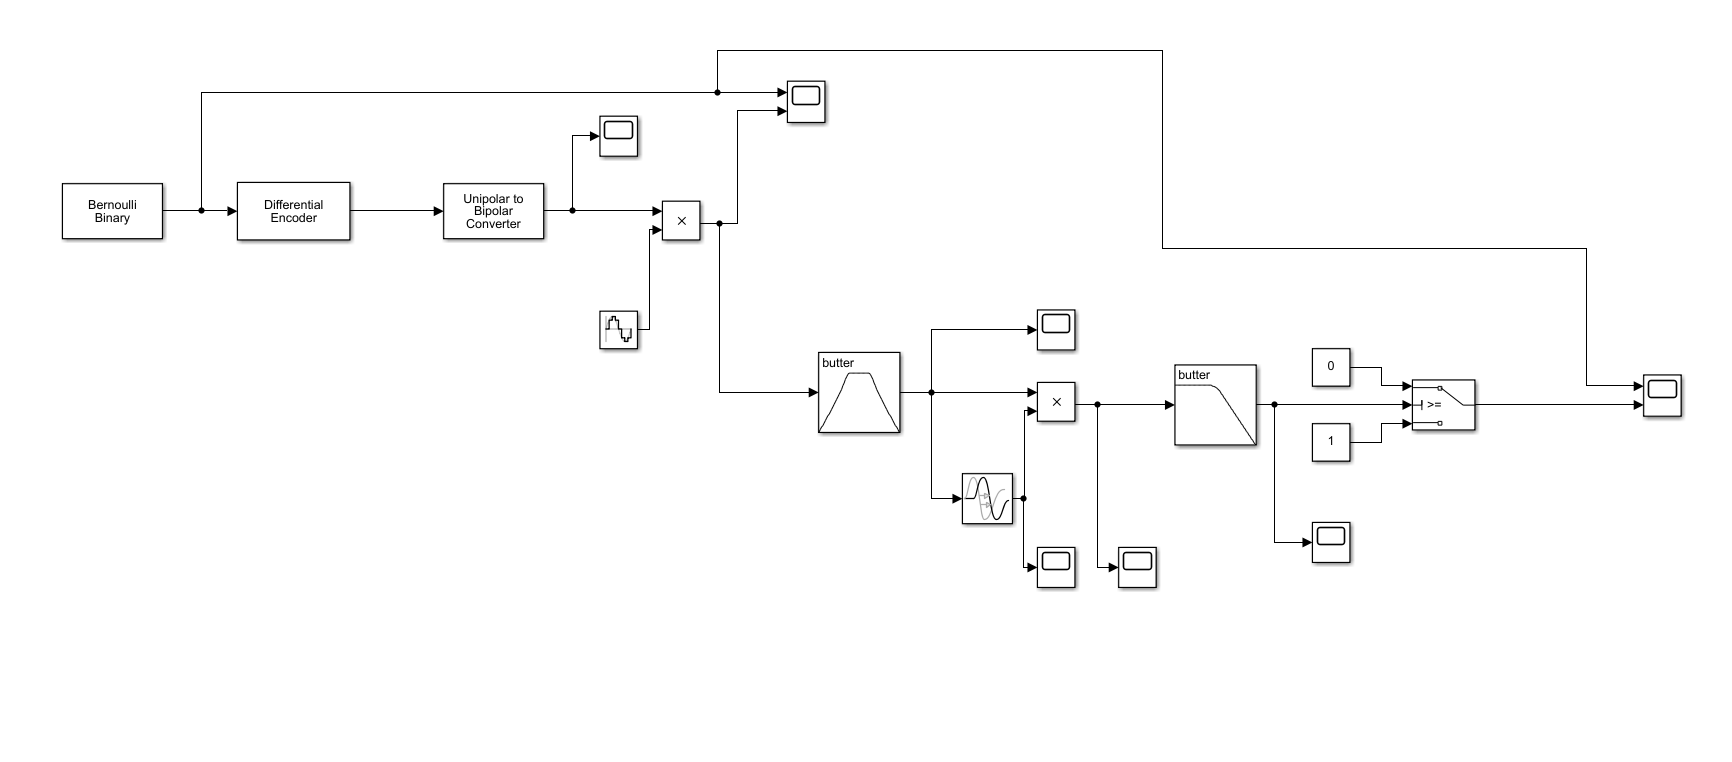 Bernoulli
Binary
Differential
Encoder
Unipolar to
Bipolar
Converter
×
butter
×
butter
0
>=
1